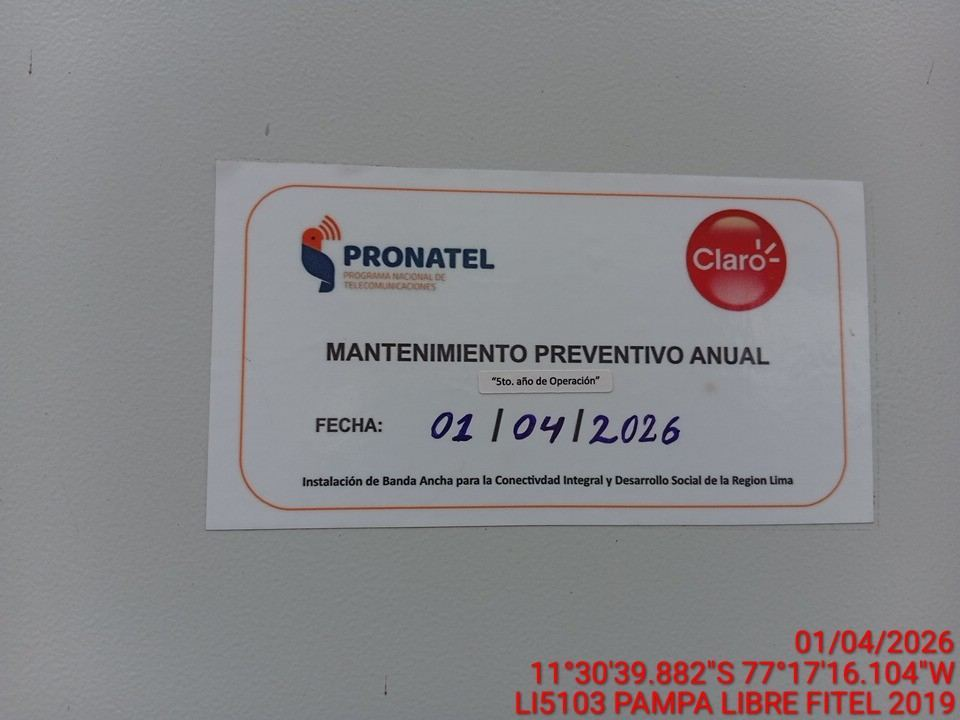 PRONATEL
PROGRAMA NACIONAL DE
TELECOMUNICACIONES
Claro
MANTENIMIENTO PREVENTIVO ANUAL
"5to. año de Operación"
FECHA: 01 / 04 / 2026
Instalación de Banda Ancha para la Conectivdad Integral y Desarrollo Social de la Region Lima
01/04/2026
11°30'39.882"S 77°17'16.104"W
LI5103 PAMPA LIBRE FITEL 2019